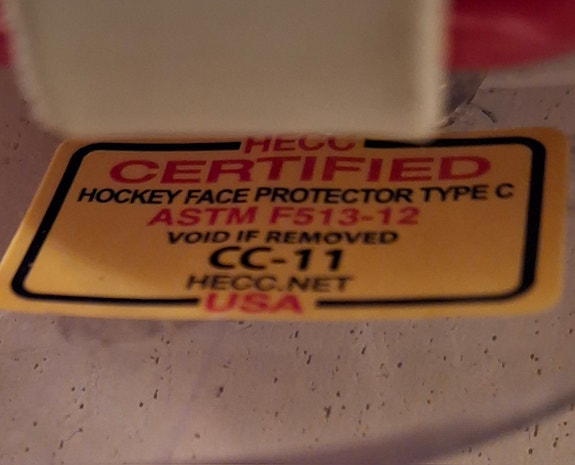 HECC
CERTIFIED
HOCKEY FACE PROTECTOR TYPE C
ASTM F513-12
VOID IF REMOVED
CC-11
HECC.NET
USA